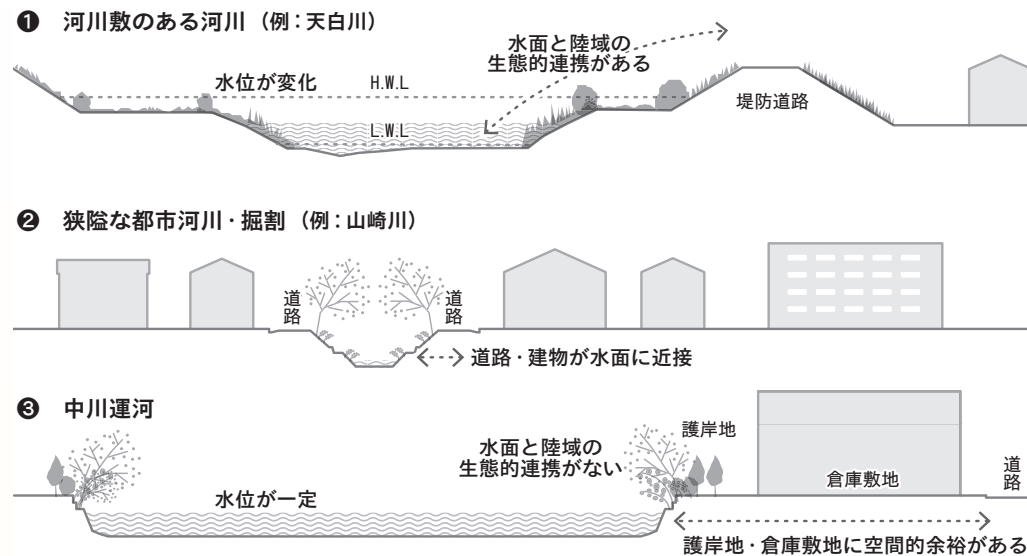 ❶ 河川敷のある河川（例：天白川）
水面と陸域の
生態的連携がある
水位が変化
H.W.L
L.W.L
堤防道路
❷ 狭隘な都市河川・掘割（例：山崎川）
道路
道路
道路・建物が水面に近接
❸ 中川運河
水面と陸域の
生態的連携がない
護岸地
水位が一定
倉庫敷地
道路
護岸地・倉庫敷地に空間的余裕がある